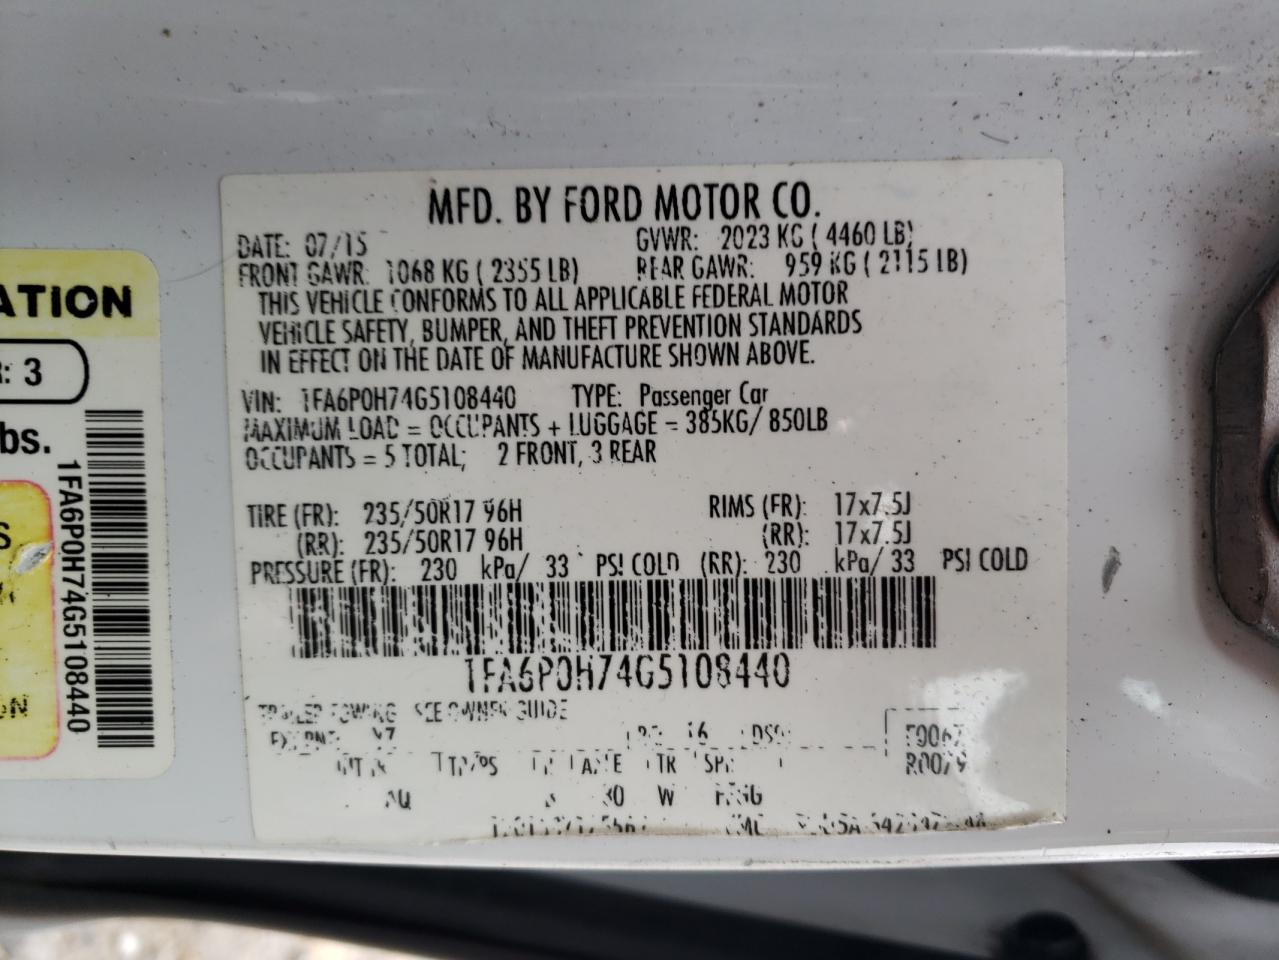 ATION
R: 3
bs.
1FA6P0H74G5108440
MFD. BY FORD MOTOR CO.
DATE: 07/15 GVWR: 2023 KG ( 4460 LB)
FRONT GAWR: 1068 KG ( 2355 LB) REAR GAWR: 959 KG ( 2115 LB)
THIS VEHICLE CONFORMS TO ALL APPLICABLE FEDERAL MOTOR
VEHICLE SAFETY, BUMPER, AND THEFT PREVENTION STANDARDS
IN EFFECT ON THE DATE OF MANUFACTURE SHOWN ABOVE.
VIN: 1FA6P0H74G5108440 TYPE: Passenger Car
MAXIMUM LOAD = OCCUPANTS + LUGGAGE = 385KG/ 850LB
OCCUPANTS = 5 TOTAL; 2 FRONT, 3 REAR
TIRE (FR): 235/50R17 96H RIMS (FR): 17x7.5J
(RR): 235/50R17 96H (RR): 17x7.5J
PRESSURE (FR): 230 kPa/ 33 PSI COLD (RR): 230 kPa/ 33 PSI COLD
1FA6P0H74G5108440
TRAILER TOWING SEE OWNER GUIDE
W